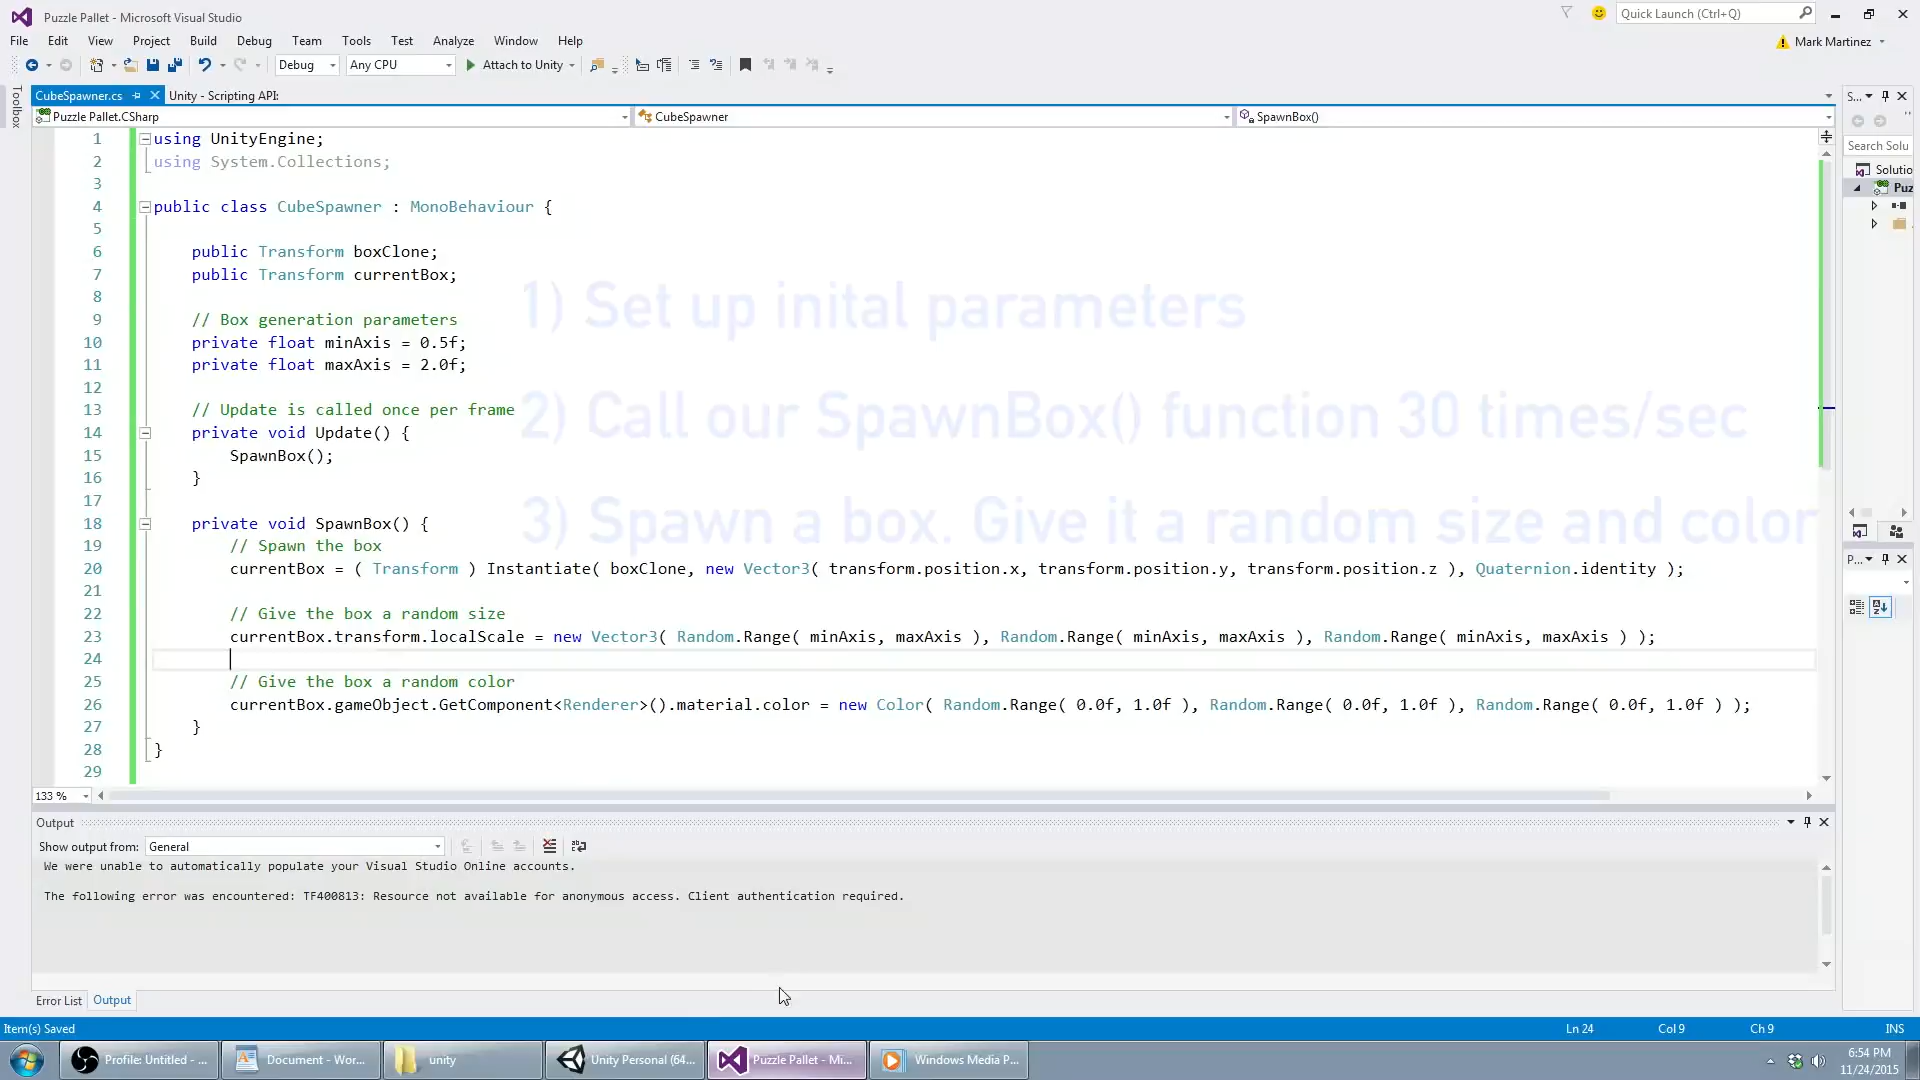 Puzzle Pallet - Microsoft Visual Studio
Quick Launch (Ctrl+Q)
File Edit View Project Build Debug Team Tools Test Analyze Window Help
Mark Martinez
Debug Any CPU Attach to Unity
Toolbox
CubeSpawner.cs Unity - Scripting API:
S...
Puzzle Pallet.CSharp CubeSpawner SpawnBox()
1 using UnityEngine;
2 using System.Collections;
Search Solu
3
Solutio
4 public class CubeSpawner : MonoBehaviour {
Puz
5
6 public Transform boxClone;
7 public Transform currentBox;
8
1) Set up inital parameters
9 // Box generation parameters
10 private float minAxis = 0.5f;
11 private float maxAxis = 2.0f;
12
13 // Update is called once per frame
2) Call our SpawnBox() function 30 times/sec
14 private void Update() {
15 SpawnBox();
16 }
17
3) Spawn a box. Give it a random size and color
18 private void SpawnBox() {
19 // Spawn the box
20 currentBox = ( Transform ) Instantiate( boxClone, new Vector3( transform.position.x, transform.position.y, transform.position.z ), Quaternion.identity );
P...
21
22 // Give the box a random size
23 currentBox.transform.localScale = new Vector3( Random.Range( minAxis, maxAxis ), Random.Range( minAxis, maxAxis ), Random.Range( minAxis, maxAxis ) );
24
25 // Give the box a random color
26 currentBox.gameObject.GetComponent<Renderer>().material.color = new Color( Random.Range( 0.0f, 1.0f ), Random.Range( 0.0f, 1.0f ), Random.Range( 0.0f, 1.0f ) );
27 }
28 }
29
133 %
Output
Show output from: General
We were unable to automatically populate your Visual Studio Online accounts.
The following error was encountered: TF400813: Resource not available for anonymous access. Client authentication required.
Error List Output
Item(s) Saved Ln 24 Col 9 Ch 9 INS
Profile: Untitled - ... Document - Wor... unity Unity Personal (64... Puzzle Pallet - Mi... Windows Media P...
6:54 PM
11/24/2015